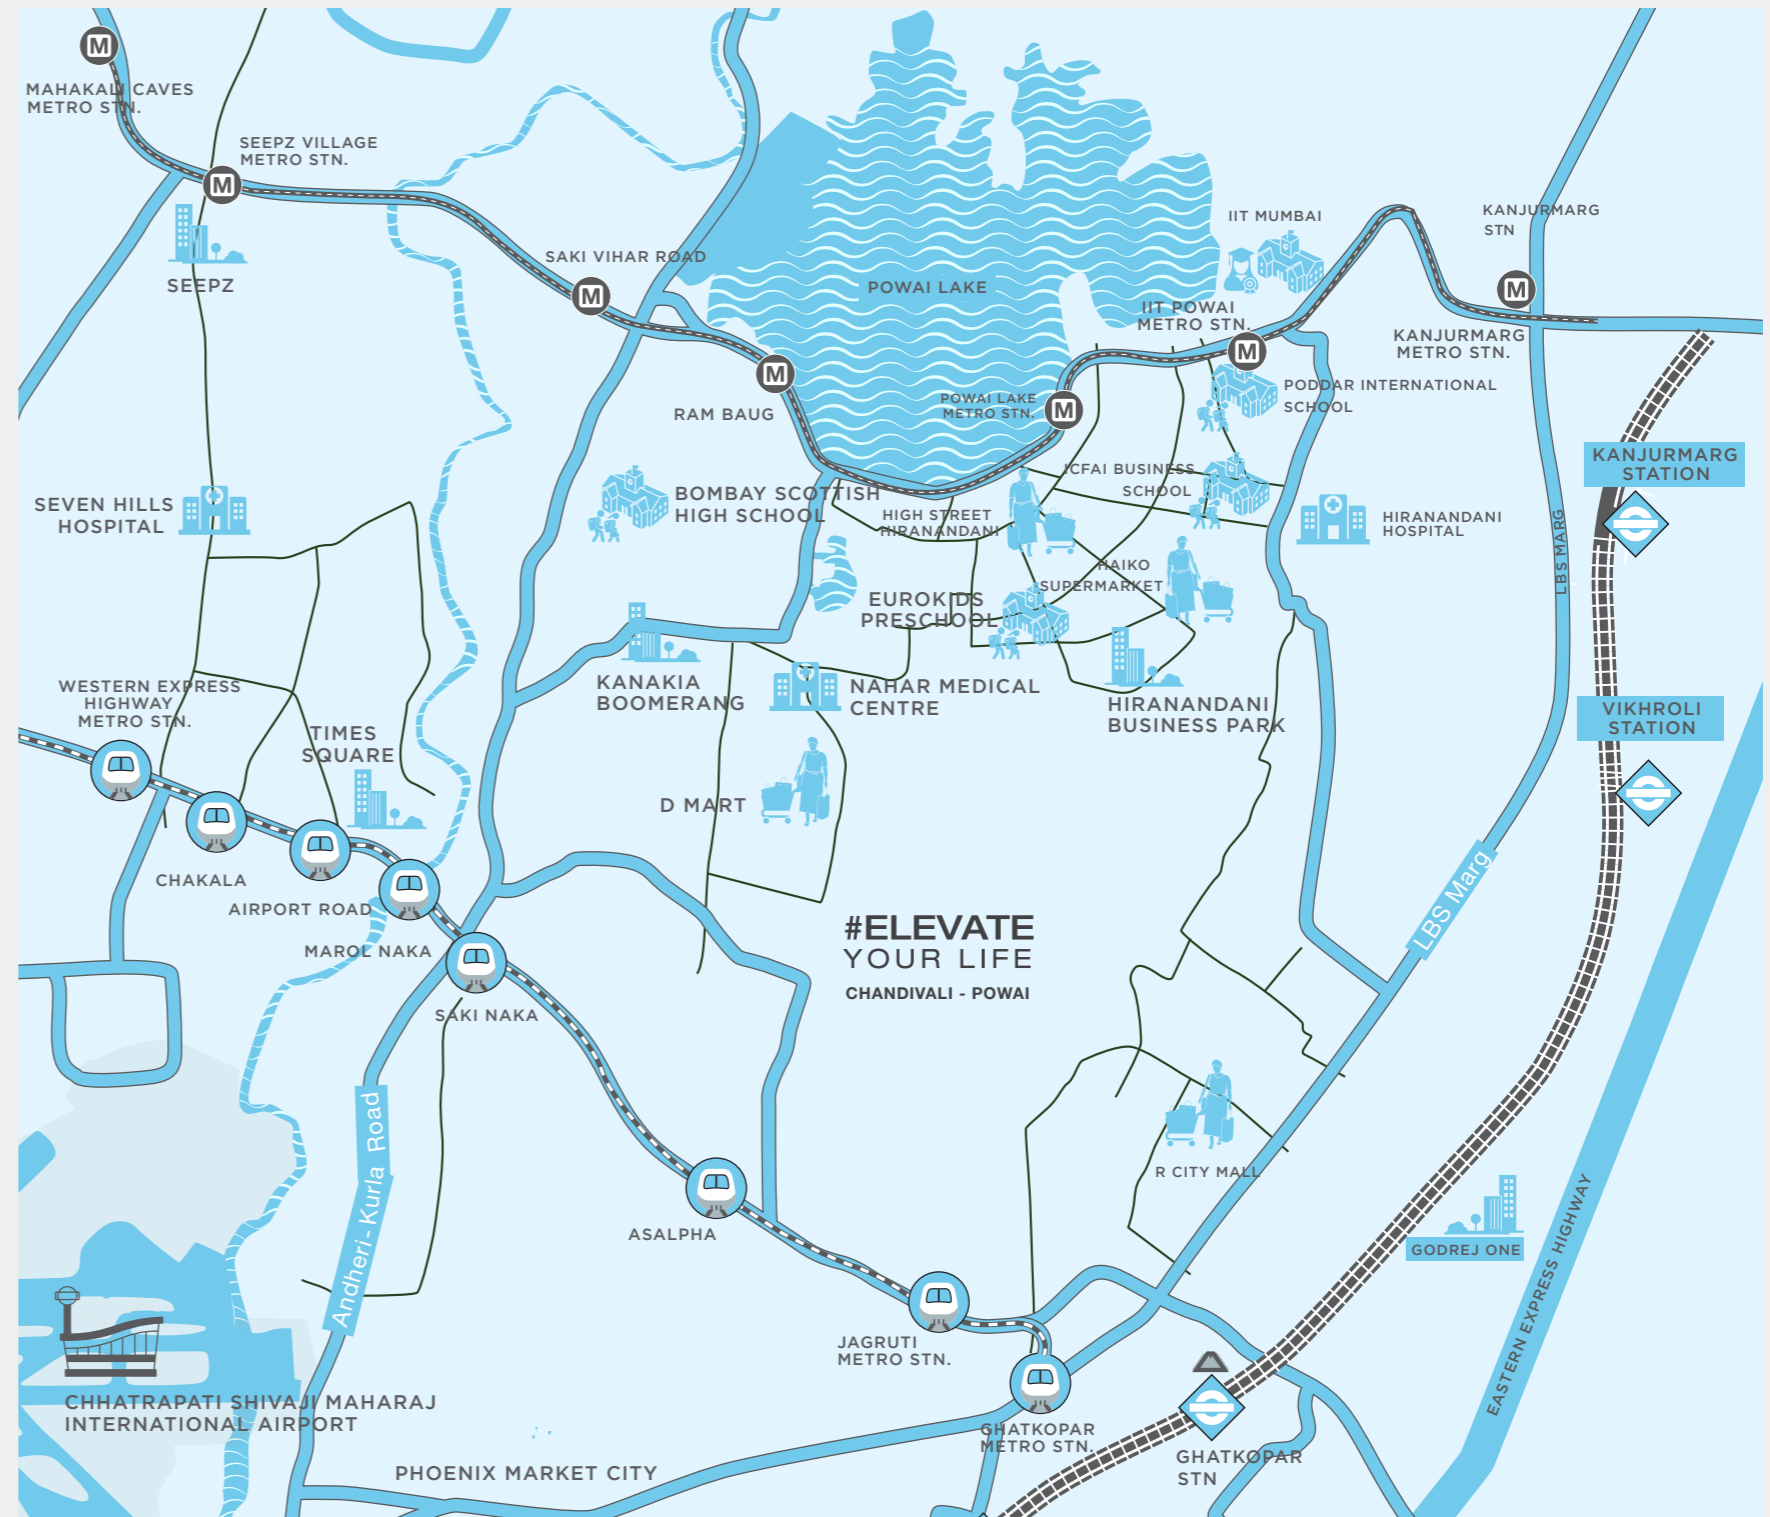 MAHAKALI CAVES
METRO STN.
SEEPZ VILLAGE
METRO STN.
SEEPZ
SAKI VIHAR ROAD
POWAI LAKE
IIT MUMBAI
KANJURMARG
STN
IIT POWAI
METRO STN.
KANJURMARG
METRO STN.
RAM BAUG
POWAI LAKE
METRO STN.
PODDAR INTERNATIONAL
SCHOOL
KANJURMARG
STATION
SEVEN HILLS
HOSPITAL
BOMBAY SCOTTISH
HIGH SCHOOL
ICFAI BUSINESS
SCHOOL
HIGH STREET
HIRANANDANI
HIRANANDANI
HOSPITAL
LBS MARG
HAIKO
SUPERMARKET
EUROKIDS
PRESCHOOL
WESTERN EXPRESS
HIGHWAY
METRO STN.
KANAKIA
BOOMERANG
NAHAR MEDICAL
CENTRE
HIRANANDANI
BUSINESS PARK
VIKHROLI
STATION
TIMES
SQUARE
D MART
CHAKALA
AIRPORT ROAD
MAROL NAKA
SAKI NAKA
#ELEVATE
YOUR LIFE
CHANDIVALI - POWAI
LBS Marg
Andheri-Kurla Road
R CITY MALL
ASALPHA
GODREJ ONE
EASTERN EXPRESS HIGHWAY
JAGRUTI
METRO STN.
CHHATRAPATI SHIVAJI MAHARAJ
INTERNATIONAL AIRPORT
GHATKOPAR
METRO STN.
GHATKOPAR
STN
PHOENIX MARKET CITY
M
M
M
M
M
M
M